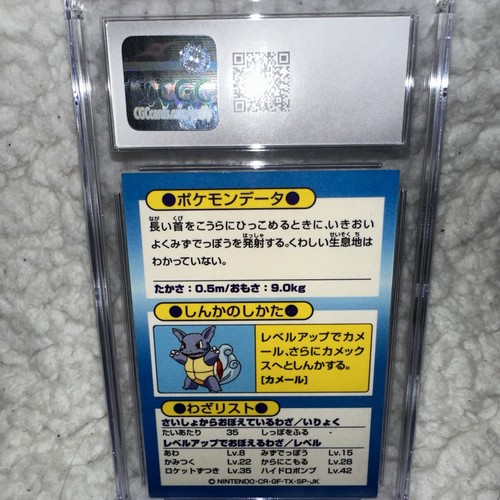 CGC
CGCcards.com
●ポケモンデータ●
長い首をこうらにひっこめるときに、いきおい
よくみずでっぽうを発射する。くわしい生息地は
わかっていない。
たかさ：0.5m/おもさ：9.0kg
●しんかのしかた●
レベルアップでカメ
ール、さらにカメックスへとしんかする。
[カメール]
●わざリスト●
さいしょからおぼえているわざ／いりょく
たいあたり 35 しっぽをふる -
レベルアップでおぼえるわざ／レベル
あわ Lv.8 みずでっぽう Lv.15
かみつく Lv.22 からにこもる Lv.28
ロケットずつき Lv.35 ハイドロポンプ Lv.42
© NINTENDO・CR・GF・TX・SP・JK